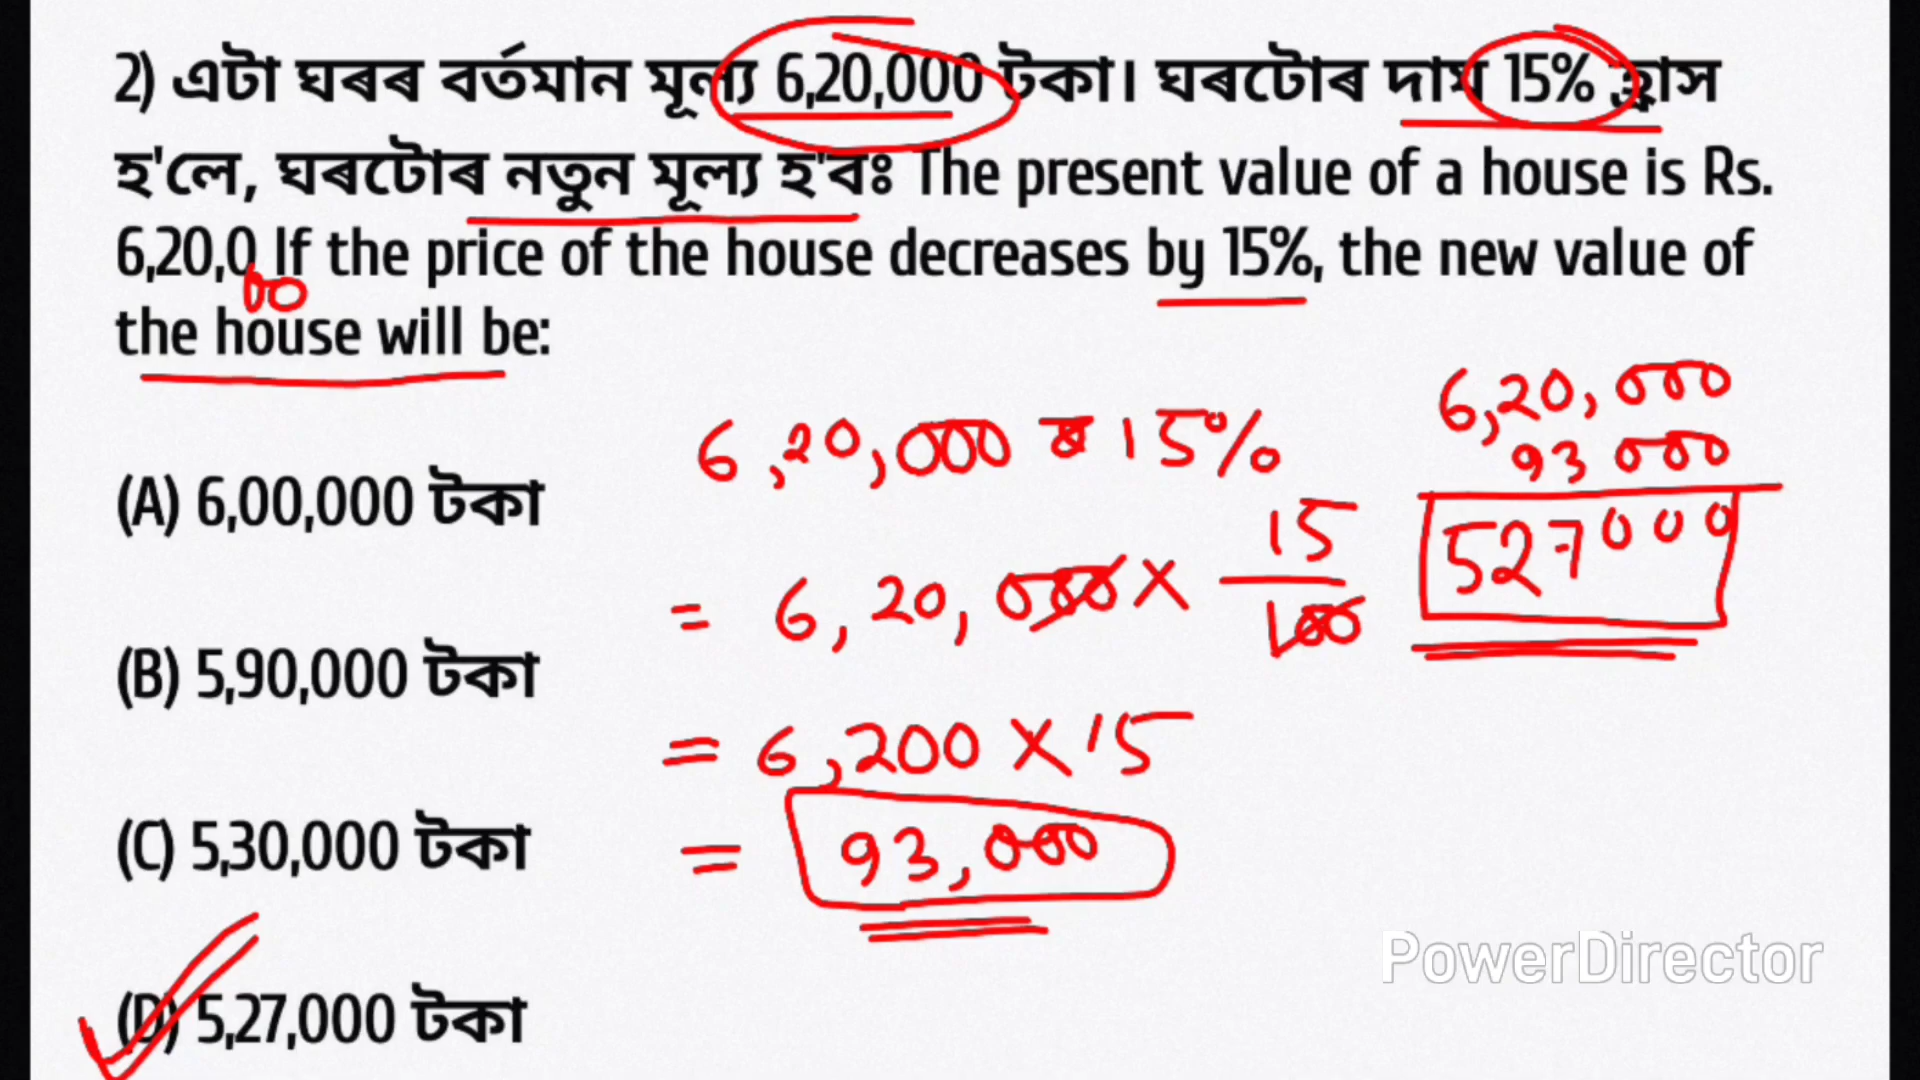 2) এটা ঘৰৰ বৰ্তমান মূল্য 6,20,000 টকা। ঘৰটোৰ দাম 15% হ্ৰাস
হ'লে, ঘৰটোৰ নতুন মূল্য হ'বঃ The present value of a house is Rs.
6,20,0 If the price of the house decreases by 15%, the new value of
00
the house will be:
(A) 6,00,000 টকা
(B) 5,90,000 টকা
(C) 5,30,000 টকা
(D) 5,27,000 টকা
6,20,000 15%
= 6,20,000 × 15
100
= 6,200 × 15
= 93,000
6,20,000
93 000
527000
PowerDirector